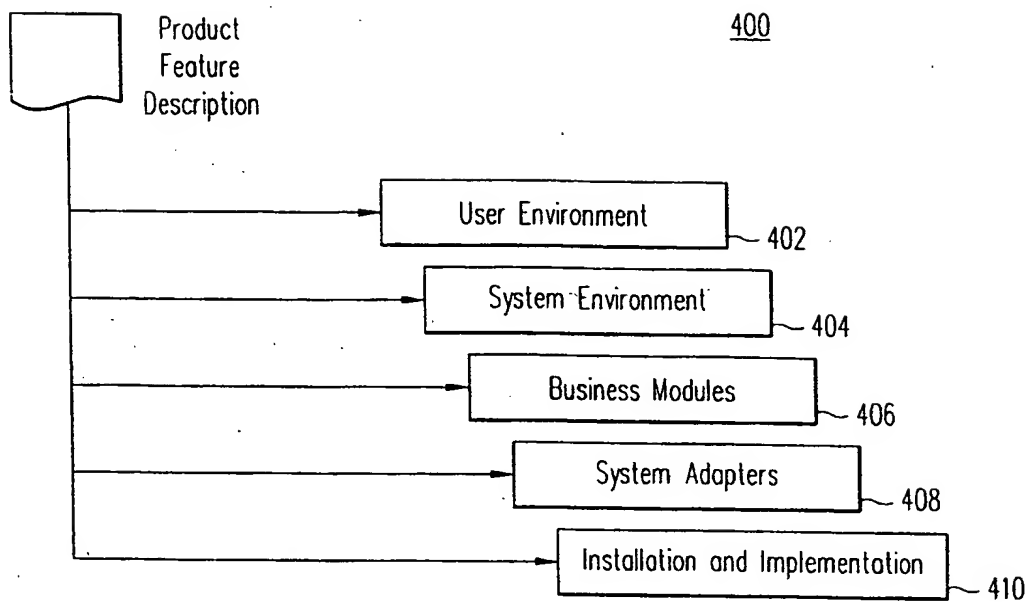 Product
Feature
Description
400
User Environment
402
System Environment
404
Business Modules
406
System Adapters
408
Installation and Implementation
410